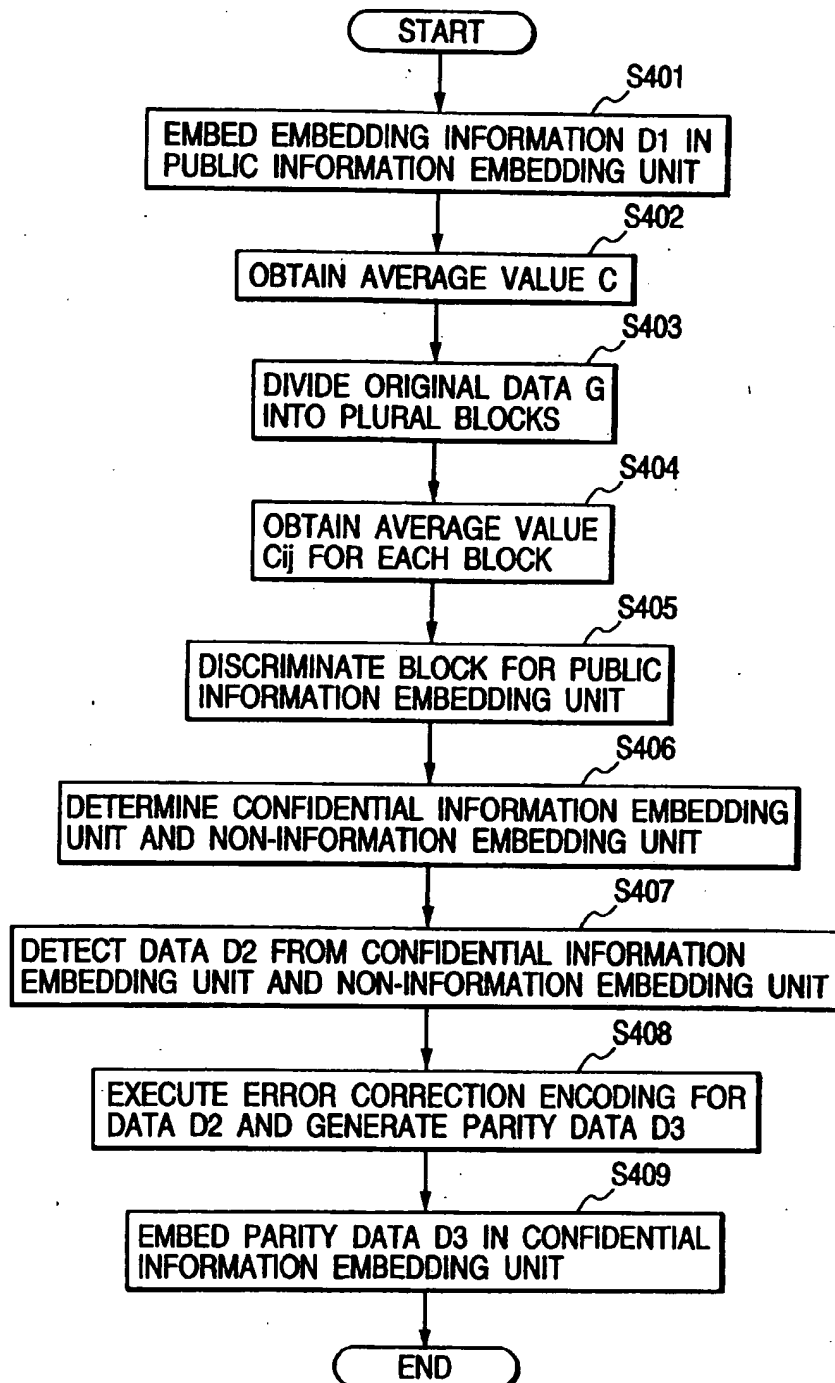 START
S401
EMBED EMBEDDING INFORMATION D1 IN
PUBLIC INFORMATION EMBEDDING UNIT
S402
OBTAIN AVERAGE VALUE C
S403
DIVIDE ORIGINAL DATA G
INTO PLURAL BLOCKS
S404
OBTAIN AVERAGE VALUE
Cij FOR EACH BLOCK
S405
DISCRIMINATE BLOCK FOR PUBLIC
INFORMATION EMBEDDING UNIT
S406
DETERMINE CONFIDENTIAL INFORMATION EMBEDDING
UNIT AND NON-INFORMATION EMBEDDING UNIT
S407
DETECT DATA D2 FROM CONFIDENTIAL INFORMATION
EMBEDDING UNIT AND NON-INFORMATION EMBEDDING UNIT
S408
EXECUTE ERROR CORRECTION ENCODING FOR
DATA D2 AND GENERATE PARITY DATA D3
S409
EMBED PARITY DATA D3 IN CONFIDENTIAL
INFORMATION EMBEDDING UNIT
END